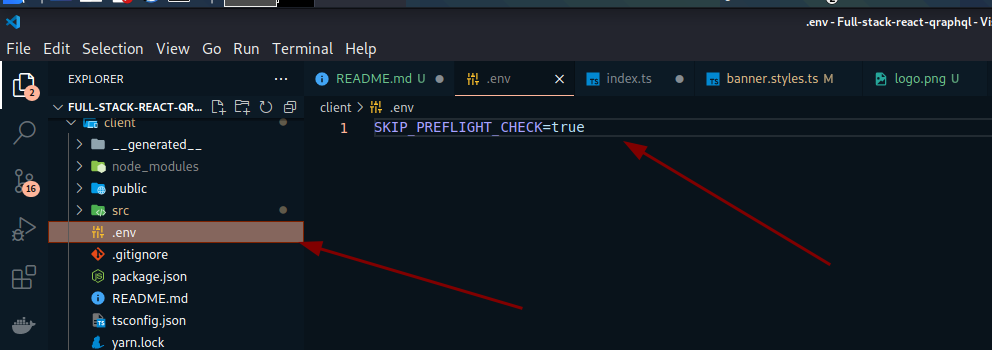 .env - Full-stack-react-qraphql - Vi
File Edit Selection View Go Run Terminal Help
EXPLORER ···
README.md U
.env
index.ts
banner.styles.ts M
logo.png U
2
FULL-STACK-REACT-QR...
client > .env
client
1 SKIP_PREFLIGHT_CHECK=true
__generated__
node_modules
16
public
src
.env
.gitignore
package.json
README.md
tsconfig.json
yarn.lock